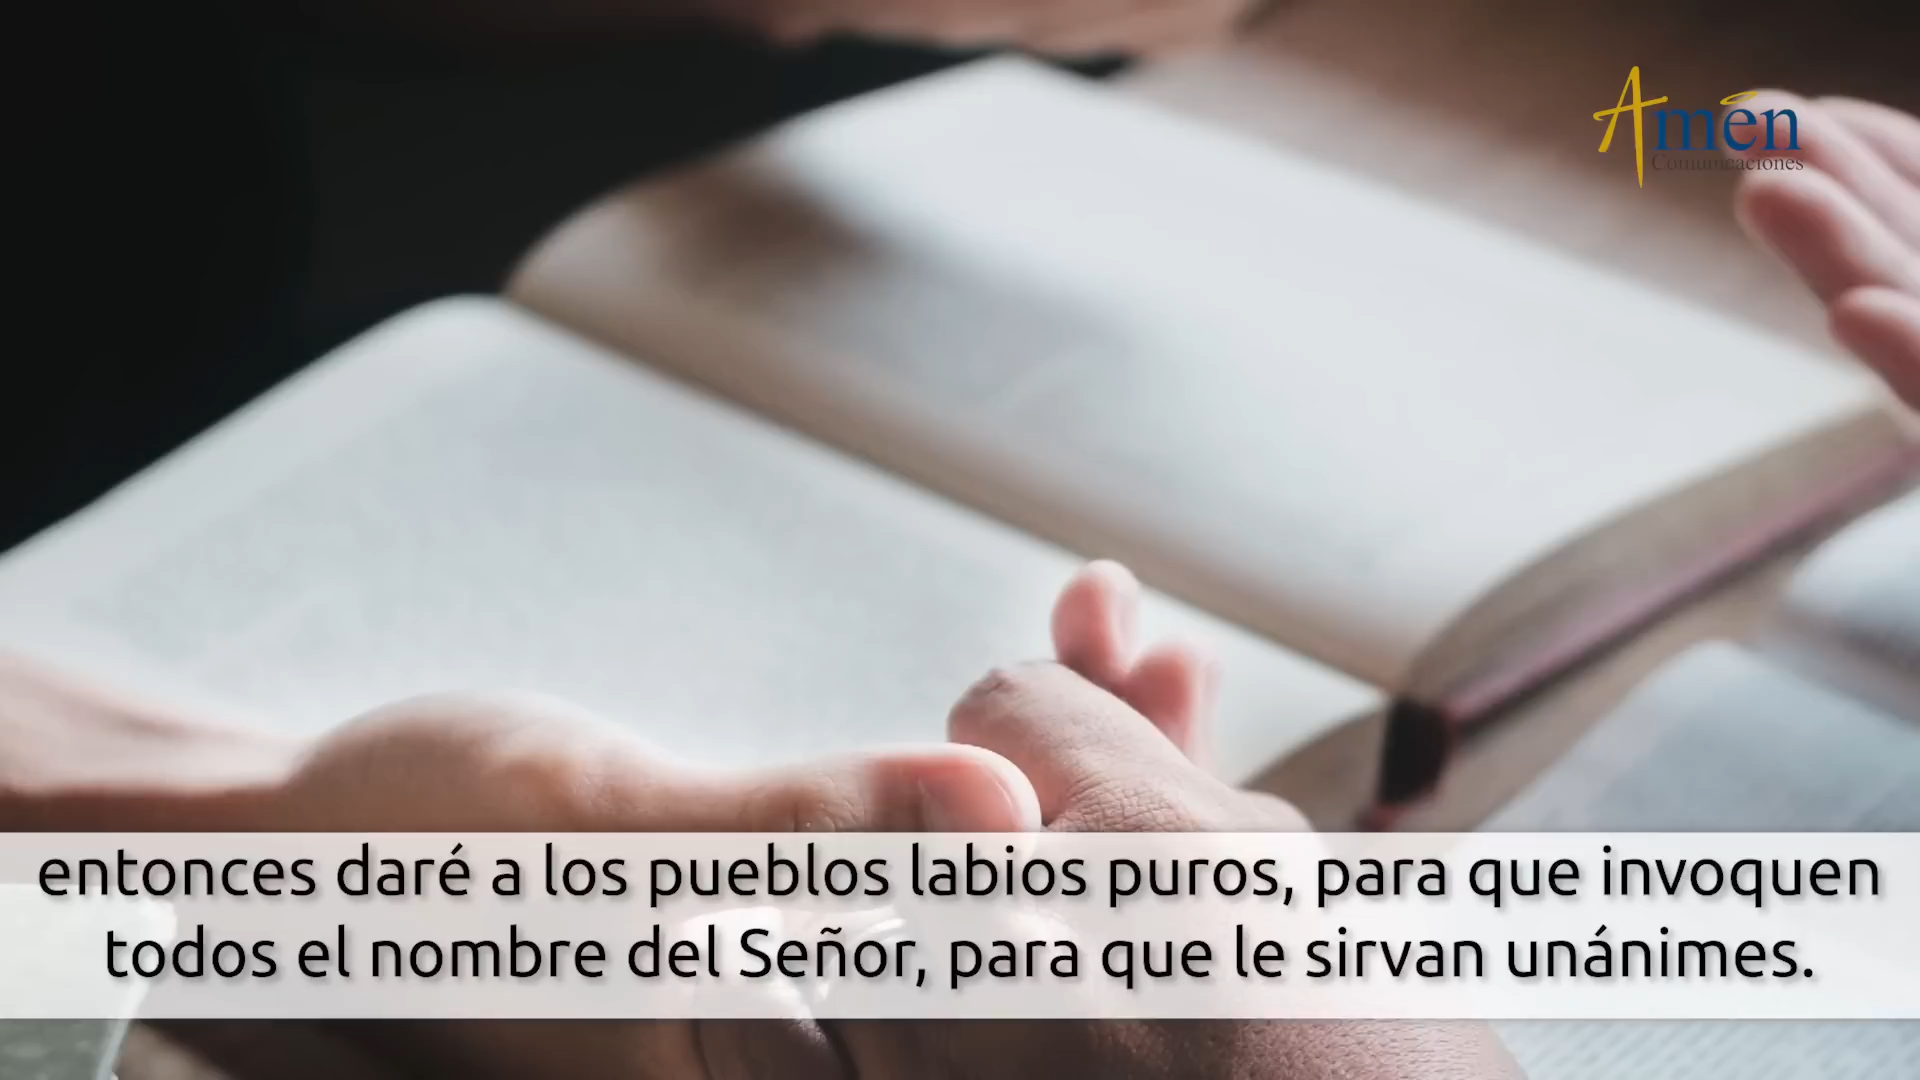 Amén
Comunicaciones
entonces daré a los pueblos labios puros, para que invoquen
todos el nombre del Señor, para que le sirvan unánimes.